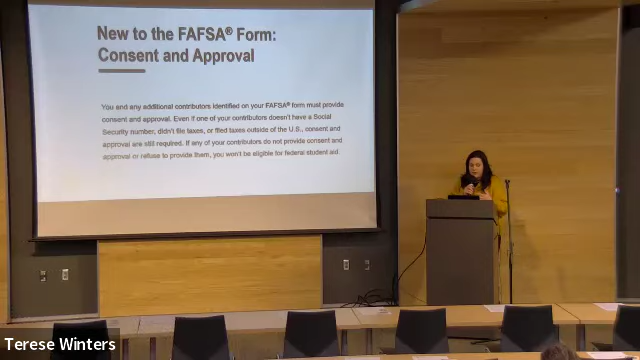 New to the FAFSA® Form:
Consent and Approval
You and any additional contributors identified on your FAFSA® form must provide
consent and approval. Even if one of your contributors doesn't have a Social
Security number, didn't file taxes, or filed taxes outside of the U.S., consent and
approval are still required. If any of your contributors do not provide consent and
approval or refuse to provide them, you won't be eligible for federal student aid.
Terese Winters